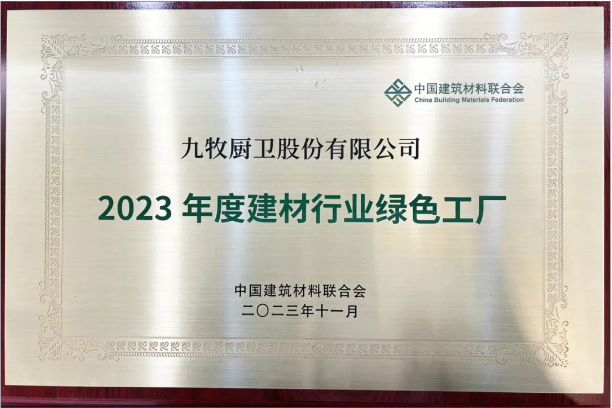 中国建筑材料联合会
China Building Materials Federation
九牧厨卫股份有限公司
2023 年度建材行业绿色工厂
中国建筑材料联合会
二〇二三年十一月